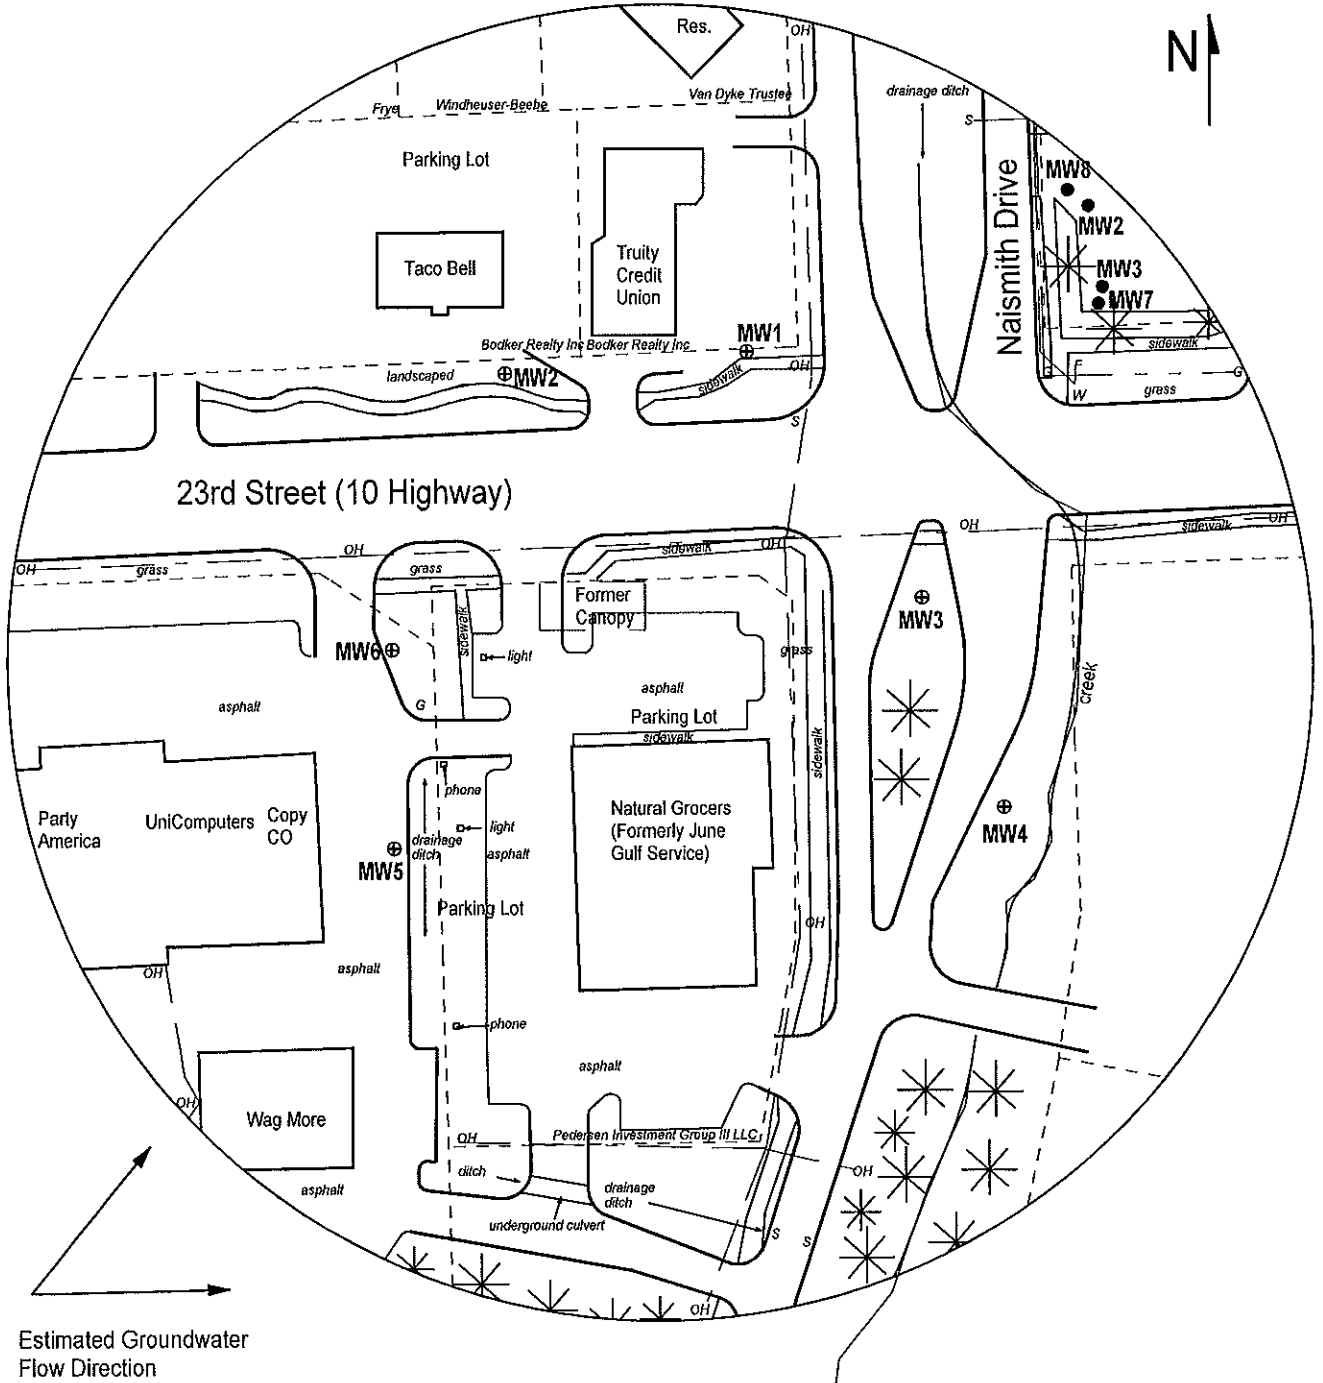 Res.
OH
N
drainage ditch
Frye
Windheuser-Beebe
Van Dyke Trustee
S
Parking Lot
Naismith Drive
MW8
MW2
Taco Bell
Truity
Credit
Union
MW3
MW7
MW1
Bodker Realty Inc
Bodker Realty Inc
sidewalk
landscaped
MW2
sidewalk
OH
F
G
W
grass
S
23rd Street (10 Highway)
OH
grass
OH
grass
sidewalk
OH
OH
sidewalk
OH
Former
Canopy
MW3
MW6
sidewalk
light
grass
creek
asphalt
G
asphalt
Parking Lot
sidewalk
sidewalk
phone
Party
America
UniComputers
Copy
CO
light
drainage
ditch
asphalt
Natural Grocers
(Formerly June
Gulf Service)
MW4
MW5
Parking Lot
OH
OH
asphalt
phone
asphalt
OH
Wag More
OH
Pedersen Investment Group III LLC
OH
ditch
drainage
ditch
asphalt
underground culvert
S
S
OH
Estimated Groundwater
Flow Direction